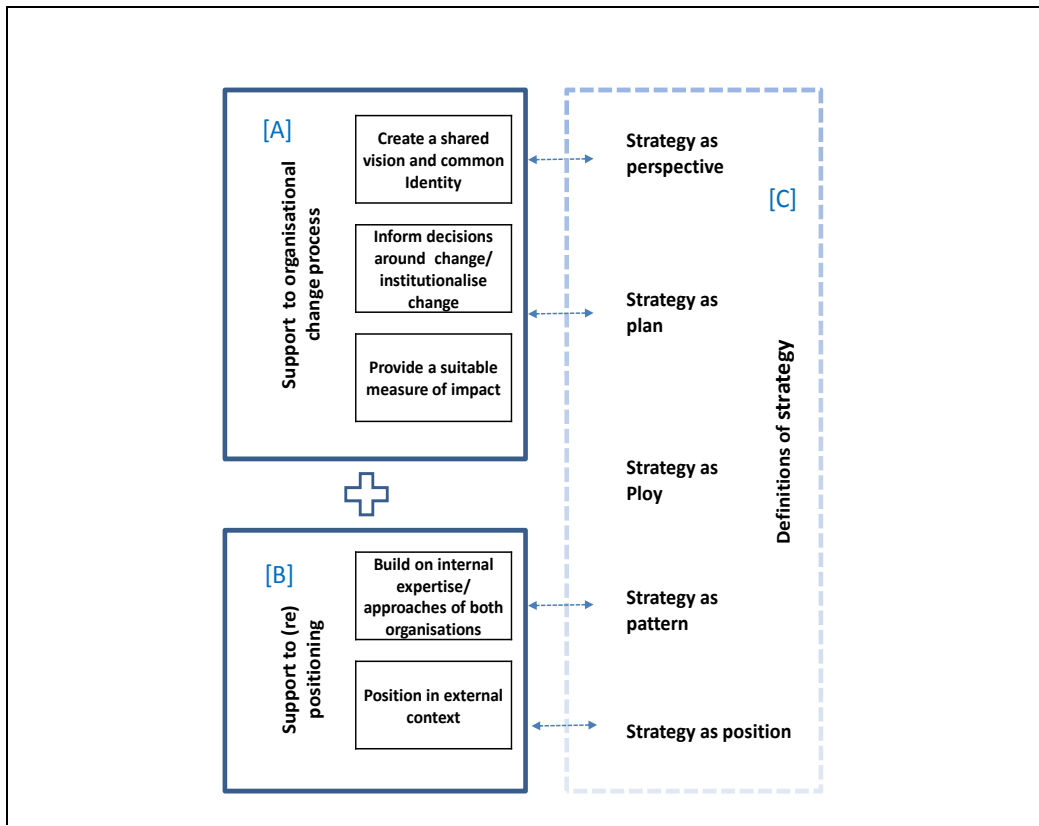 [A]
Support to organisational
change process
Create a shared
vision and common
Identity
Inform decisions
around change/
institutionalise
change
Provide a suitable
measure of impact
[B]
Support to (re)
positioning
Build on internal
expertise/
approaches of both
organisations
Position in external
context
[C]
Definitions of strategy
Strategy as
perspective
Strategy as
plan
Strategy as
Ploy
Strategy as
pattern
Strategy as position